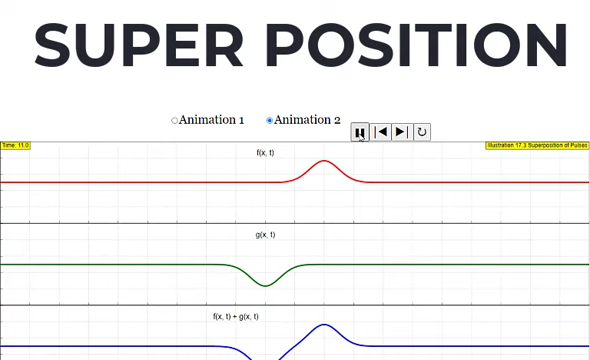 SUPER POSITION
Animation 1 Animation 2
Time: 11.0
Illustration 17.3 Superposition of Pulses
f(x, t)
g(x, t)
f(x, t) + g(x, t)